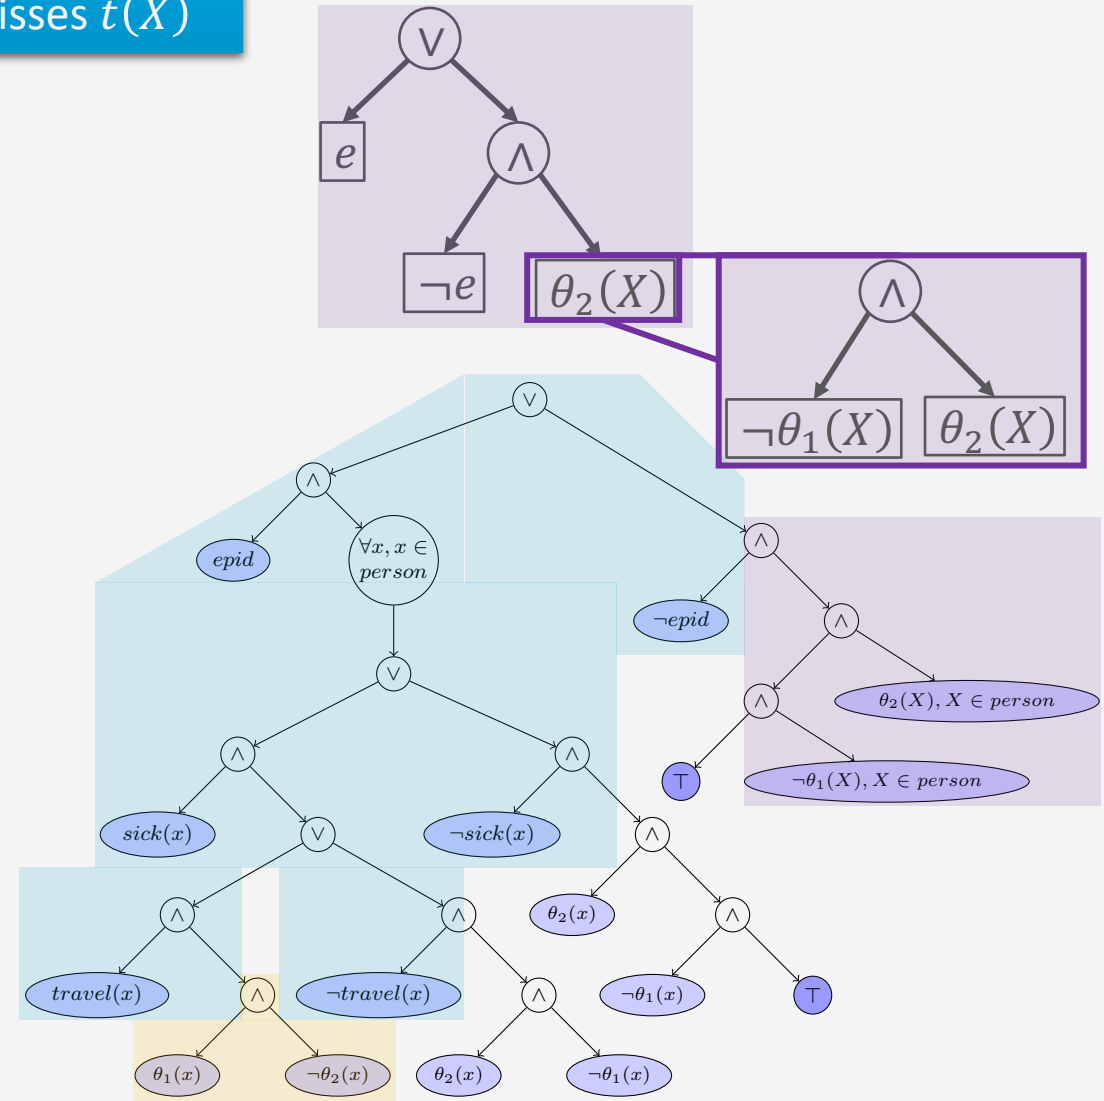 isses t(X)
∨
e
∧
¬e
θ₂(X)
∧
¬θ₁(X)
θ₂(X)
∨
∧
epid
∀x, x ∈
person
∧
¬epid
∧
∨
∧
θ₂(X), X ∈ person
∧
∧
⊤
¬θ₁(X), X ∈ person
sick(x)
∨
¬sick(x)
∧
∧
∧
θ₂(x)
∧
travel(x)
∧
¬travel(x)
∧
¬θ₁(x)
⊤
θ₁(x)
¬θ₂(x)
θ₂(x)
¬θ₁(x)